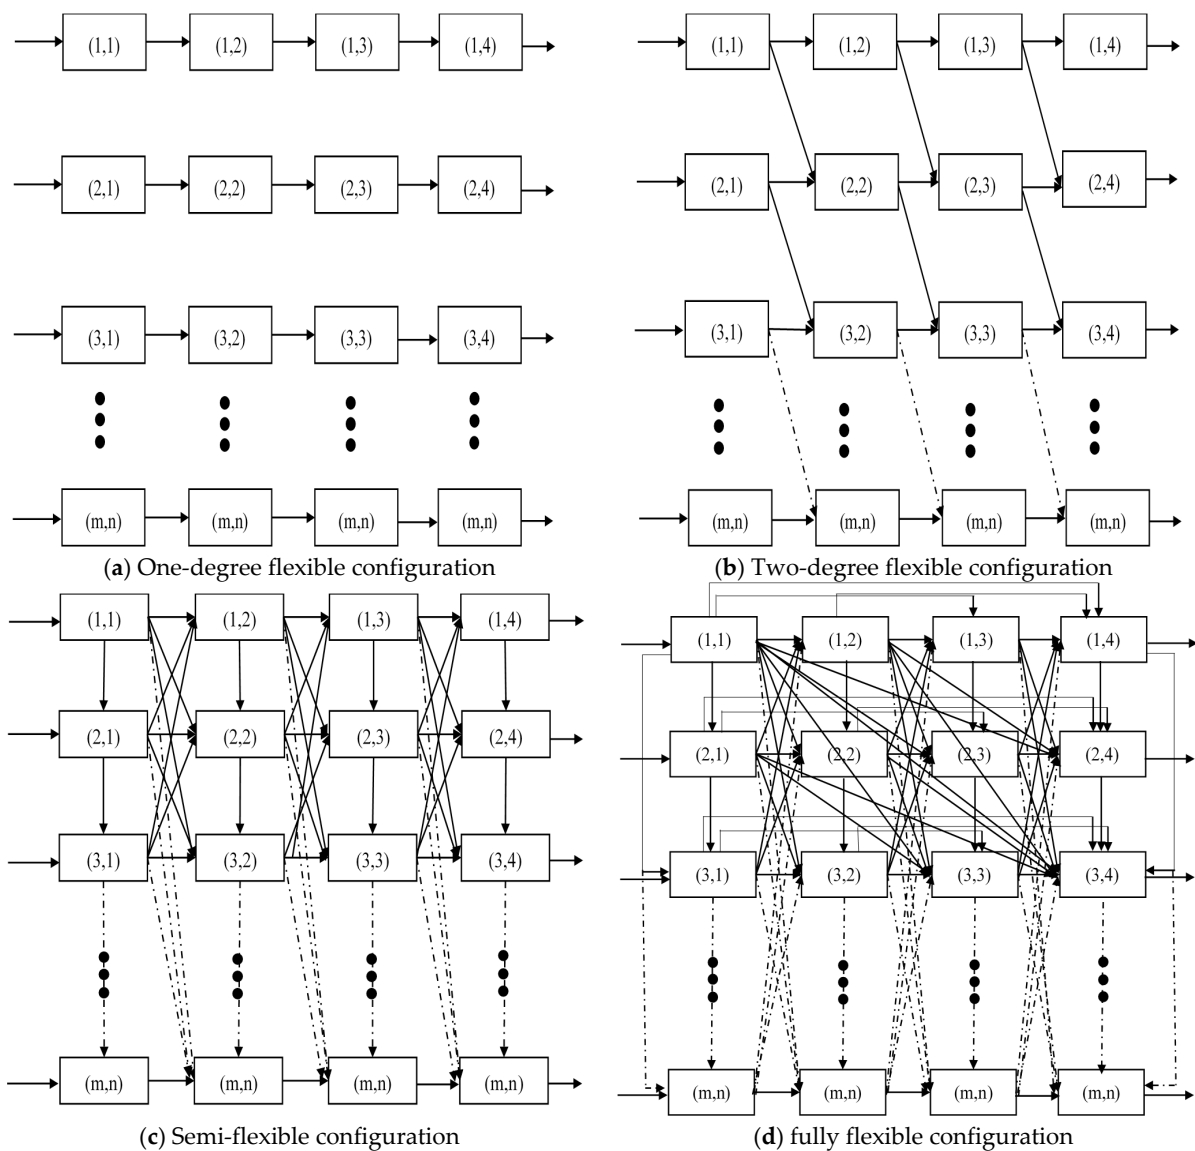 (1,1) (1,2) (1,3) (1,4)
(2,1) (2,2) (2,3) (2,4)
(3,1) (3,2) (3,3) (3,4)
(m,n) (m,n) (m,n) (m,n)
(a) One-degree flexible configuration
(1,1) (1,2) (1,3) (1,4)
(2,1) (2,2) (2,3) (2,4)
(3,1) (3,2) (3,3) (3,4)
(m,n) (m,n) (m,n) (m,n)
(b) Two-degree flexible configuration
(1,1) (1,2) (1,3) (1,4)
(2,1) (2,2) (2,3) (2,4)
(3,1) (3,2) (3,3) (3,4)
(m,n) (m,n) (m,n) (m,n)
(c) Semi-flexible configuration
(1,1) (1,2) (1,3) (1,4)
(2,1) (2,2) (2,3) (2,4)
(3,1) (3,2) (3,3) (3,4)
(m,n) (m,n) (m,n) (m,n)
(d) fully flexible configuration